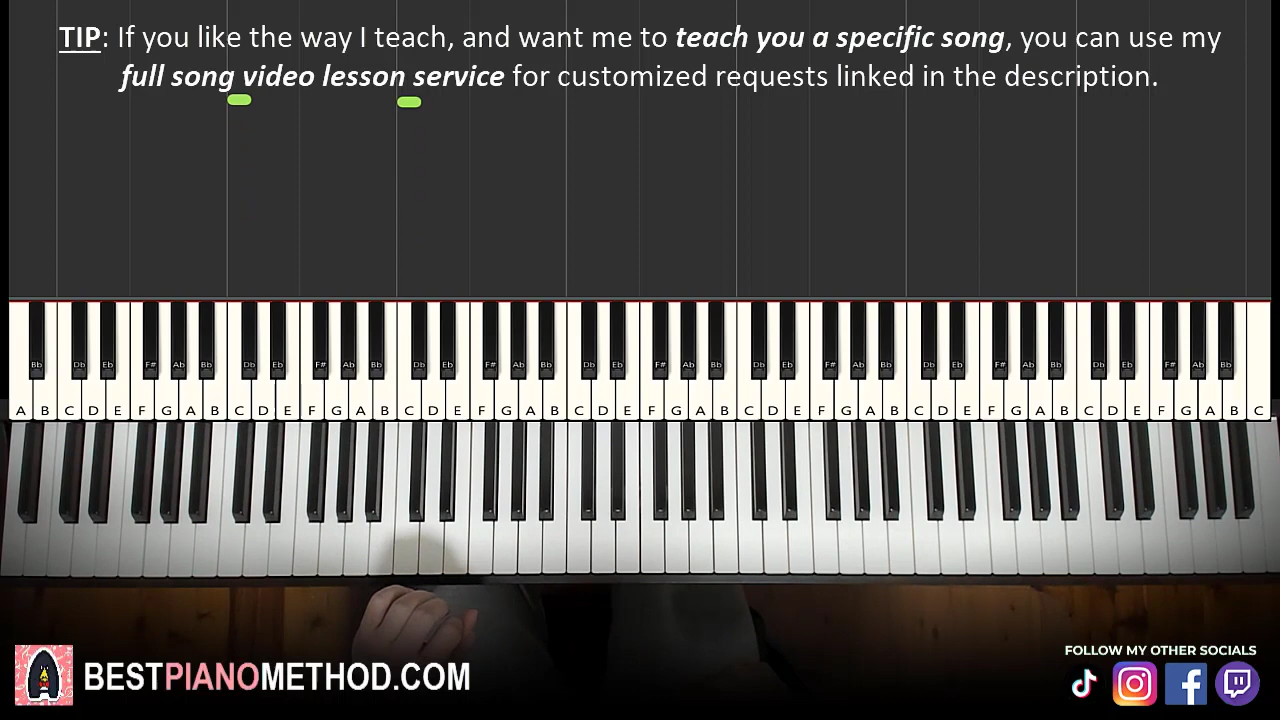 TIP: If you like the way I teach, and want me to teach you a specific song, you can use my
full song video lesson service for customized requests linked in the description.
Bb Db Eb F# Ab Bb Db Eb F# Ab Bb Db Eb F# Ab Bb Db Eb F# Ab Bb Db Eb F# Ab Bb Db Eb F# Ab Bb Db Eb F# Ab Bb
A B C D E F G A B C D E F G A B C D E F G A B C D E F G A B C D E F G A B C D E F G A B C D E F G A B C
FOLLOW MY OTHER SOCIALS
BESTPIANOMETHOD.COM